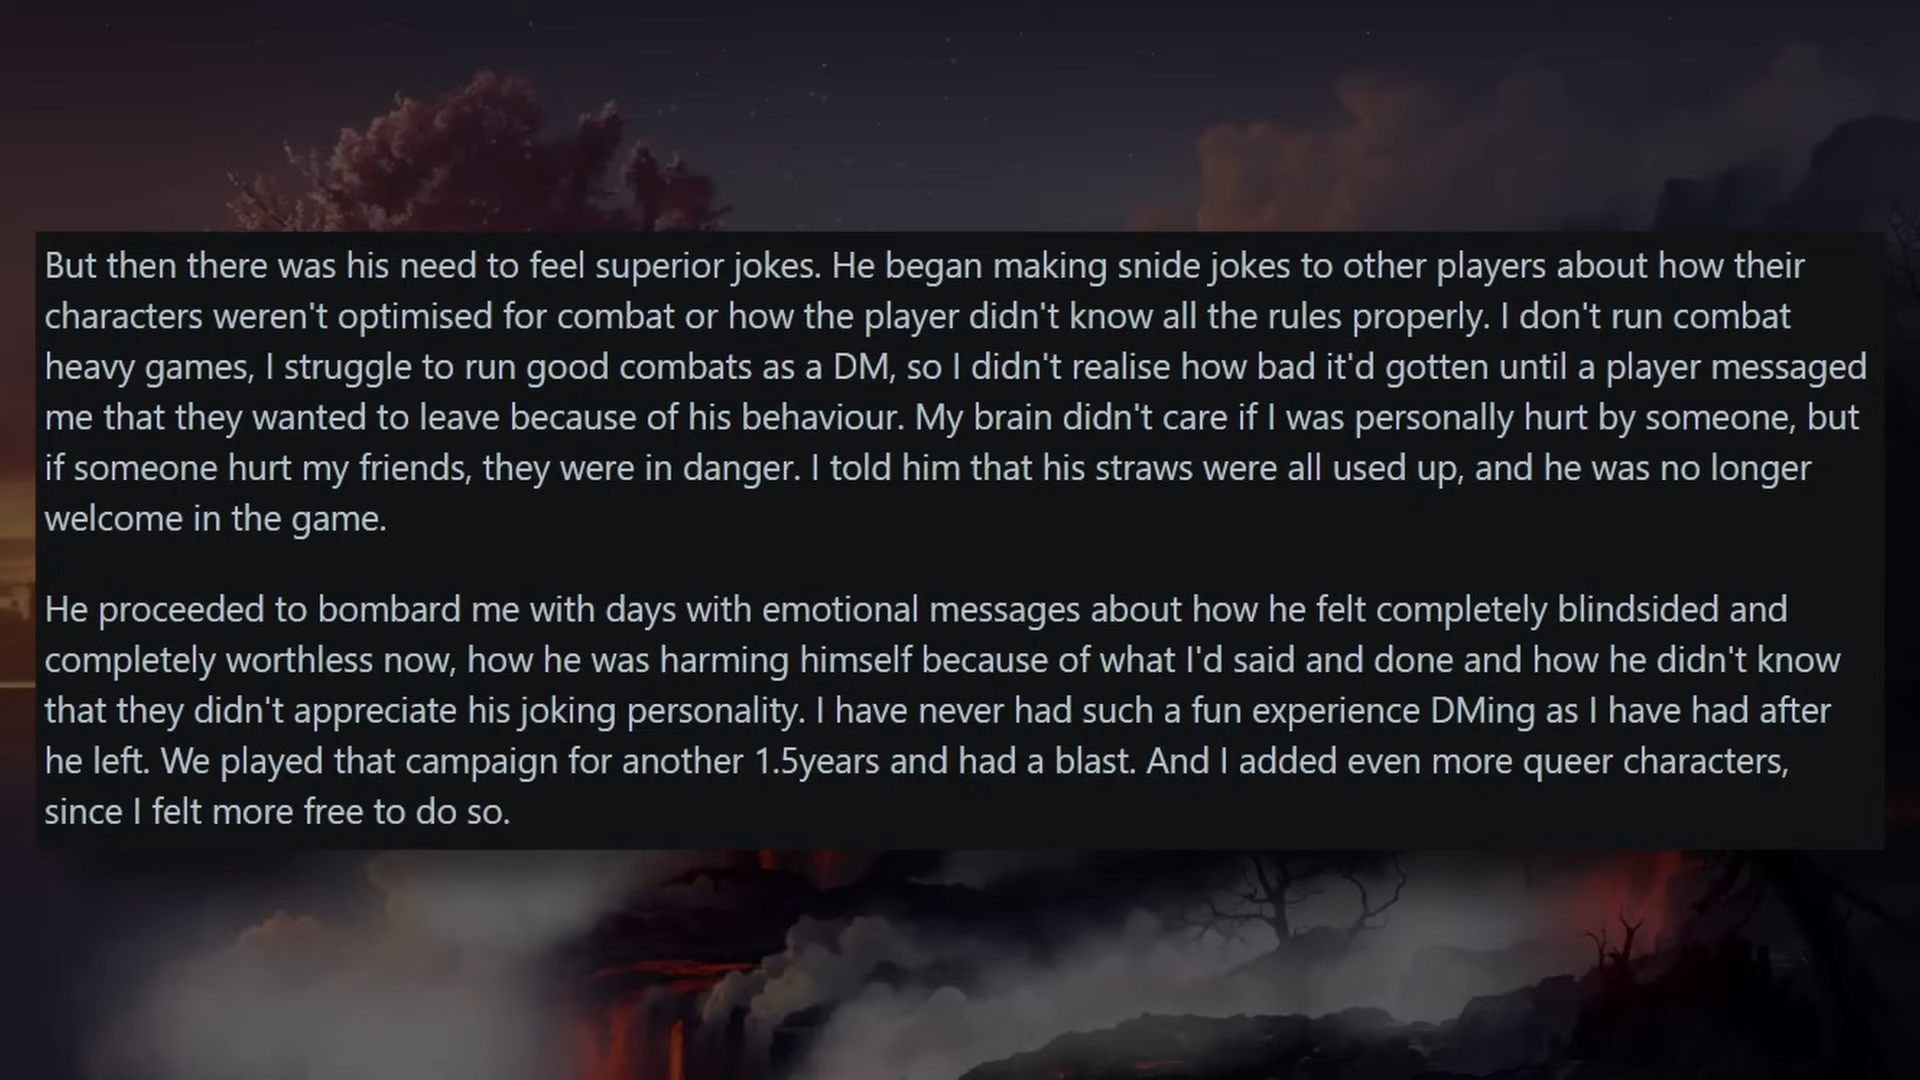 But then there was his need to feel superior jokes. He began making snide jokes to other players about how their
characters weren't optimised for combat or how the player didn't know all the rules properly. I don't run combat
heavy games, I struggle to run good combats as a DM, so I didn't realise how bad it'd gotten until a player messaged
me that they wanted to leave because of his behaviour. My brain didn't care if I was personally hurt by someone, but
if someone hurt my friends, they were in danger. I told him that his straws were all used up, and he was no longer
welcome in the game.
He proceeded to bombard me with days with emotional messages about how he felt completely blindsided and
completely worthless now, how he was harming himself because of what I'd said and done and how he didn't know
that they didn't appreciate his joking personality. I have never had such a fun experience DMing as I have had after
he left. We played that campaign for another 1.5years and had a blast. And I added even more queer characters,
since I felt more free to do so.